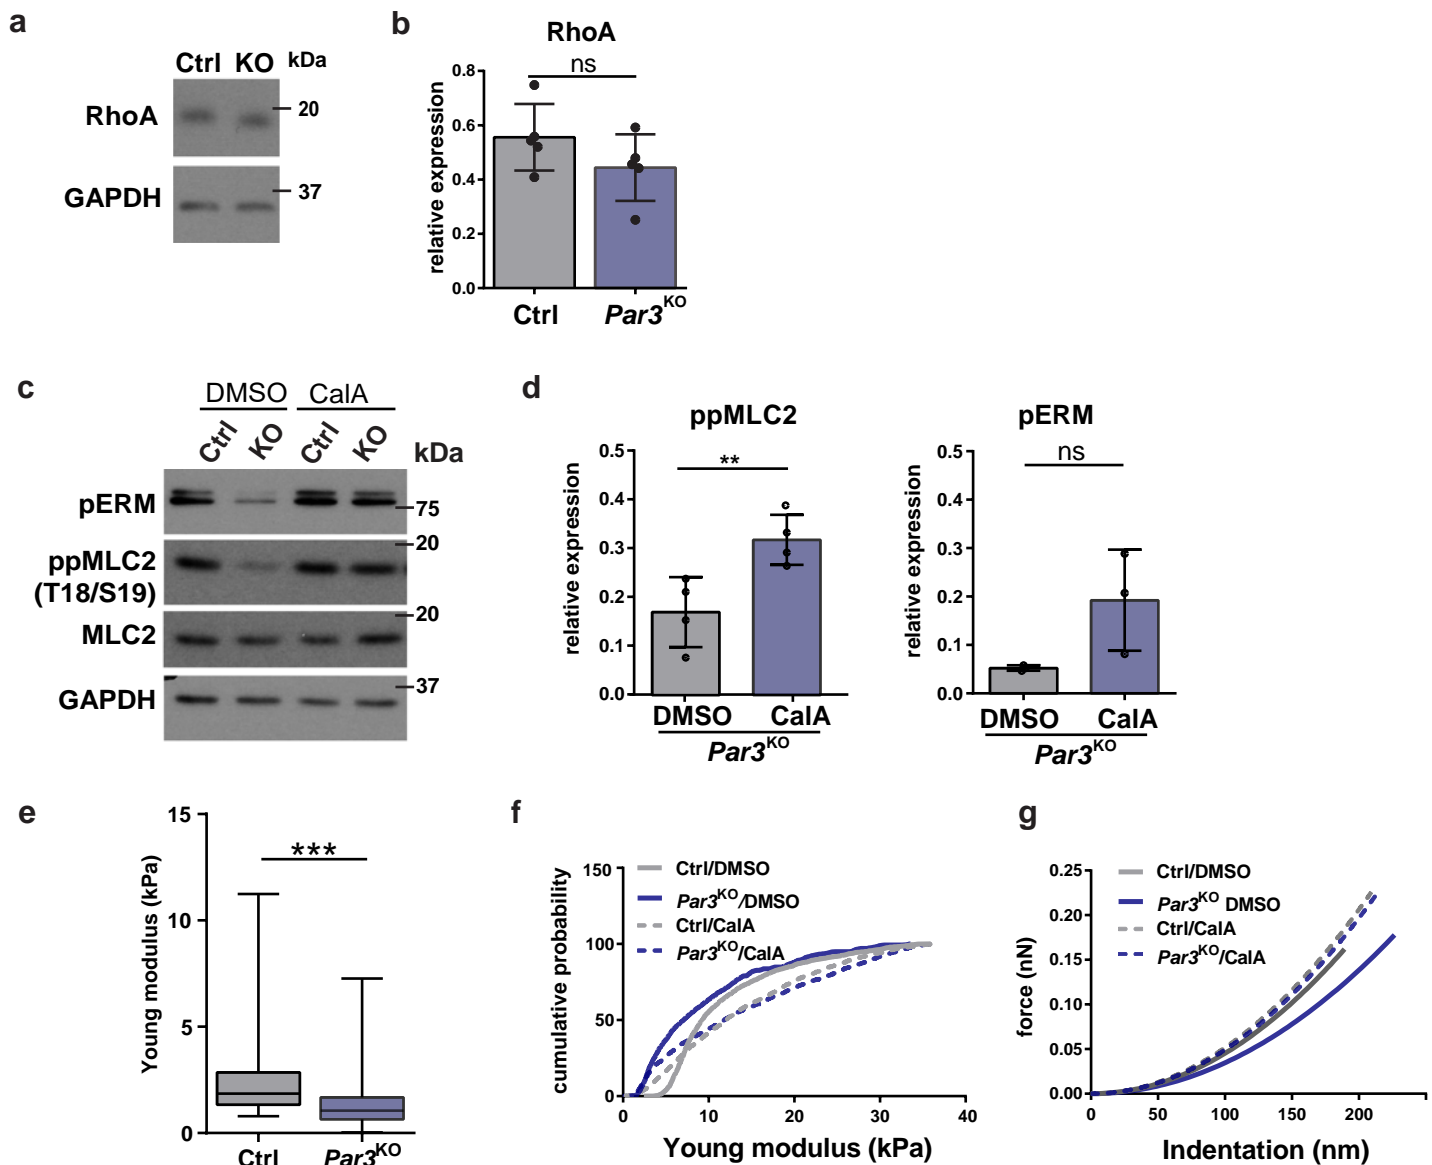 a
Ctrl KO kDa
RhoA
20
GAPDH
37
b
RhoA
ns
relative expression
0.8
0.6
0.4
0.2
0.0
Ctrl
Par3KO
c
DMSO CalA
Ctrl KO Ctrl KO kDa
pERM
75
20
ppMLC2
(T18/S19)
20
MLC2
37
GAPDH
d
ppMLC2
**
relative expression
0.5
0.4
0.3
0.2
0.1
0.0
DMSO CalA
Par3KO
pERM
ns
relative expression
0.5
0.4
0.3
0.2
0.1
0.0
DMSO CalA
Par3KO
e
Young modulus (kPa)
15
10
5
0
***
Ctrl Par3KO
f
cumulative probability
150
100
50
0
Ctrl/DMSO
Par3KO/DMSO
Ctrl/CalA
Par3KO/CalA
0 10 20 30 40
Young modulus (kPa)
g
force (nN)
0.25
0.20
0.15
0.10
0.05
0.00
Ctrl/DMSO
Par3KO DMSO
Ctrl/CalA
Par3KO/CalA
0 50 100 150 200
Indentation (nm)